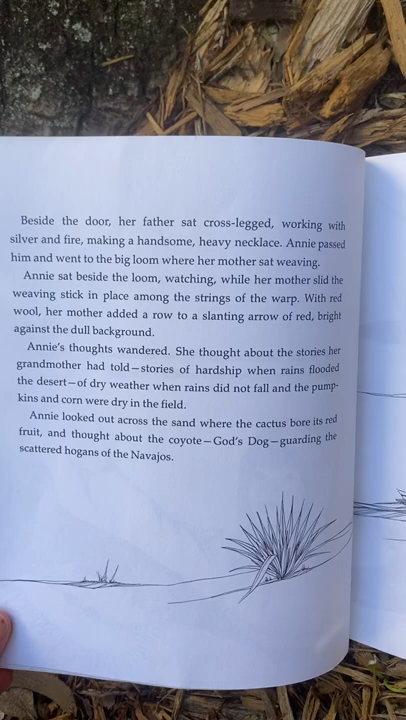 Beside the door, her father sat cross-legged, working with
silver and fire, making a handsome, heavy necklace. Annie passed
him and went to the big loom where her mother sat weaving.
Annie sat beside the loom, watching, while her mother slid the
weaving stick in place among the strings of the warp. With red
wool, her mother added a row to a slanting arrow of red, bright
against the dull background.
Annie's thoughts wandered. She thought about the stories her
grandmother had told—stories of hardship when rains flooded
the desert—of dry weather when rains did not fall and the pump-
kins and corn were dry in the field.
Annie looked out across the sand where the cactus bore its red
fruit, and thought about the coyote—God's Dog—guarding the
scattered hogans of the Navajos.